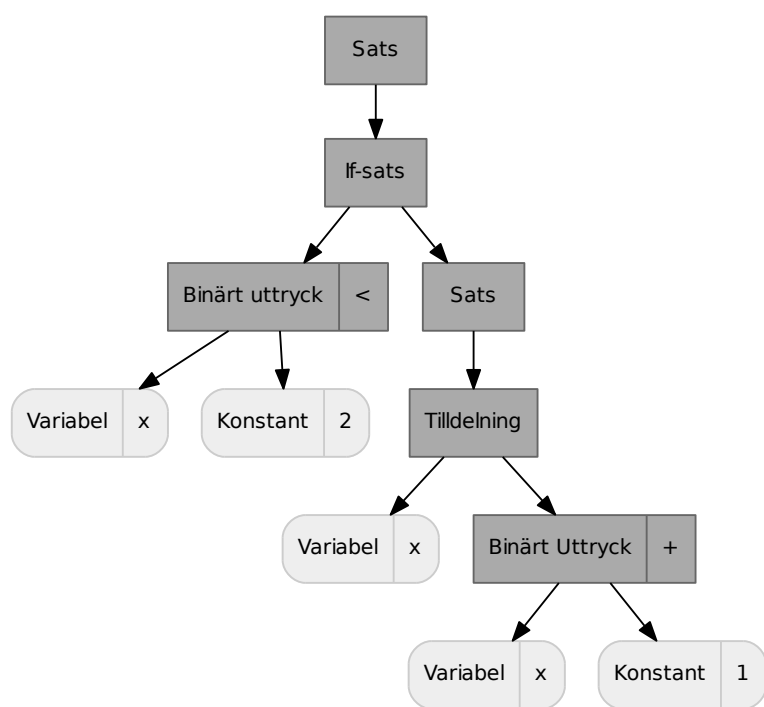 Sats
If-sats
Binärt uttryck <
Sats
Variabel x
Konstant 2
Tilldelning
Variabel x
Binärt Uttryck +
Variabel x
Konstant 1